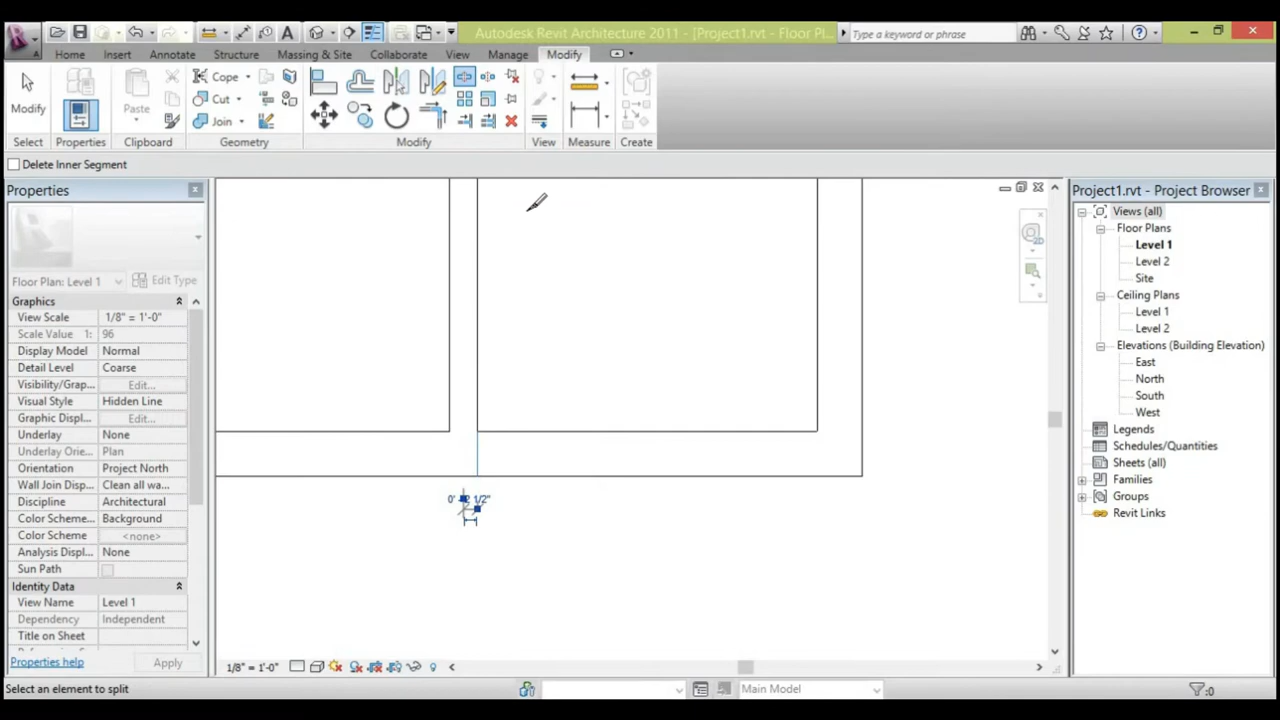 Autodesk Revit Architecture 2011 - [Project1.rvt - Floor Pl...
Type a keyword or phrase
Home Insert Annotate Structure Massing & Site Collaborate View Manage Modify
Cope
Cut
Join
Modify
Paste
Select Properties Clipboard Geometry Modify View Measure Create
Delete Inner Segment
Properties
Floor Plan: Level 1
Edit Type
Graphics
View Scale 1/8" = 1'-0"
Scale Value 1: 96
Display Model Normal
Detail Level Coarse
Visibility/Grap... Edit...
Visual Style Hidden Line
Graphic Displ... Edit...
Underlay None
Underlay Orie... Plan
Orientation Project North
Wall Join Disp... Clean all wa...
Discipline Architectural
Color Scheme... Background
Color Scheme <none>
Analysis Displ... None
Sun Path
Identity Data
View Name Level 1
Dependency Independent
Title on Sheet
Properties help
Apply
0' 2 1/2"
1/8" = 1'-0"
Project1.rvt - Project Browser
Views (all)
Floor Plans
Level 1
Level 2
Site
Ceiling Plans
Level 1
Level 2
Elevations (Building Elevation)
East
North
South
West
Legends
Schedules/Quantities
Sheets (all)
Families
Groups
Revit Links
Select an element to split
Main Model
:0